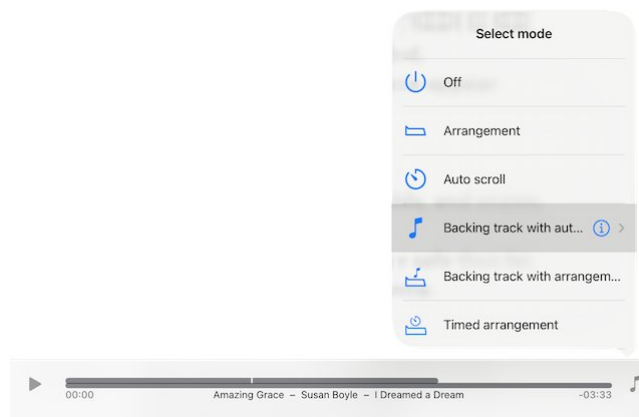 Select mode
Off
Arrangement
Auto scroll
Backing track with aut...
Backing track with arrangem...
Timed arrangement
00:00
Amazing Grace – Susan Boyle – I Dreamed a Dream
-03:33